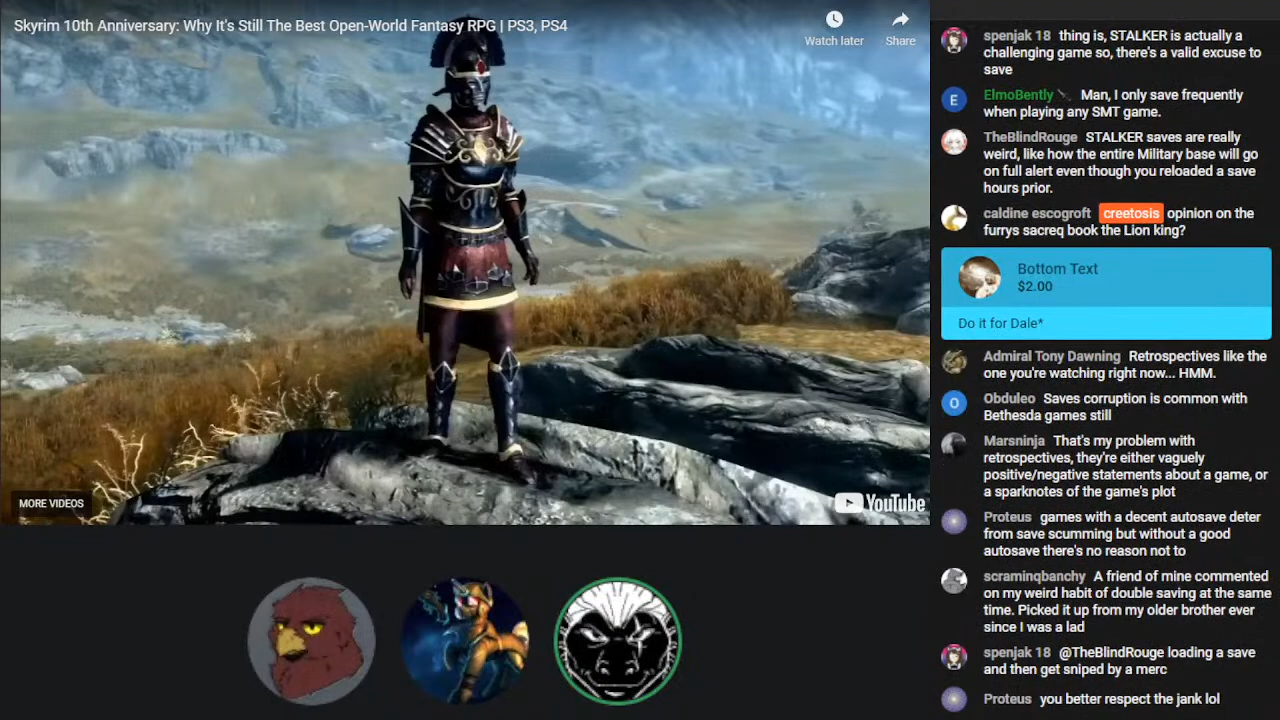 Skyrim 10th Anniversary: Why It's Still The Best Open-World Fantasy RPG | PS3, PS4
Watch later
Share
MORE VIDEOS
YouTube
spenjak 18 thing is, STALKER is actually a
challenging game so, there's a valid excuse to
save
E
ElmoBently Man, I only save frequently
when playing any SMT game.
TheBlindRouge STALKER saves are really
weird, like how the entire Military base will go
on full alert even though you reloaded a save
hours prior.
caldine escogroft creetosis opinion on the
furrys sacreq book the Lion king?
Bottom Text
$2.00
Do it for Dale*
Admiral Tony Dawning Retrospectives like the
one you're watching right now... HMM.
O
Obduleo Saves corruption is common with
Bethesda games still
Marsninja That's my problem with
retrospectives, they're either vaguely
positive/negative statements about a game, or
a sparknotes of the game's plot
Proteus games with a decent autosave deter
from save scumming but without a good
autosave there's no reason not to
scraminqbanchy A friend of mine commented
on my weird habit of double saving at the same
time. Picked it up from my older brother ever
since I was a lad
spenjak 18 @TheBlindRouge loading a save
and then get sniped by a merc
Proteus you better respect the jank lol